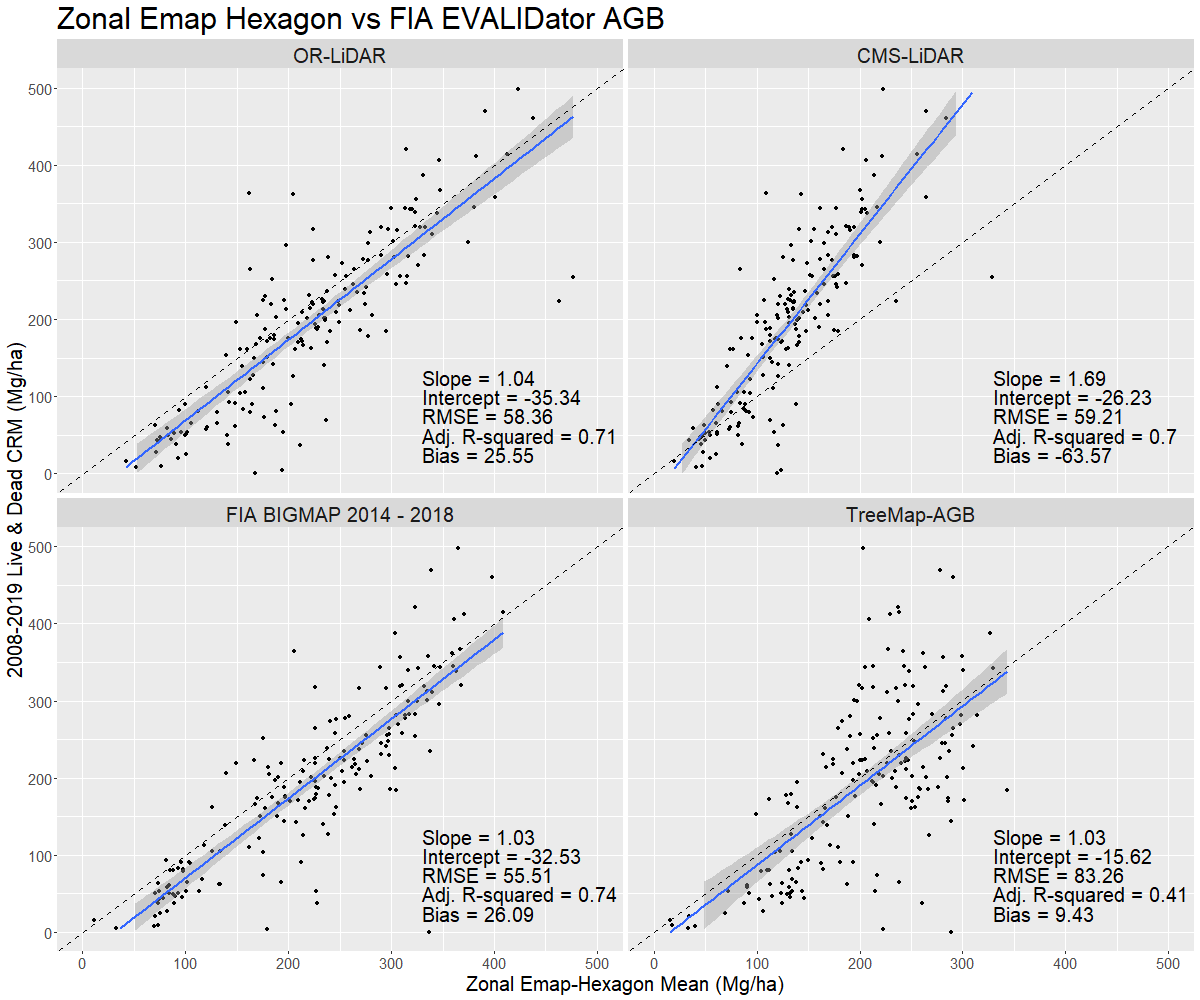 Zonal Emap Hexagon vs FIA EVALIDator AGB
OR-LiDAR
CMS-LiDAR
500
400
300
200
100
0
Slope = 1.04
Intercept = -35.34
RMSE = 58.36
Adj. R-squared = 0.71
Bias = 25.55
Slope = 1.69
Intercept = -26.23
RMSE = 59.21
Adj. R-squared = 0.7
Bias = -63.57
2008-2019 Live & Dead CRM (Mg/ha)
FIA BIGMAP 2014 - 2018
TreeMap-AGB
500
400
300
200
100
0
Slope = 1.03
Intercept = -32.53
RMSE = 55.51
Adj. R-squared = 0.74
Bias = 26.09
Slope = 1.03
Intercept = -15.62
RMSE = 83.26
Adj. R-squared = 0.41
Bias = 9.43
0 100 200 300 400 500
0 100 200 300 400 500
Zonal Emap-Hexagon Mean (Mg/ha)